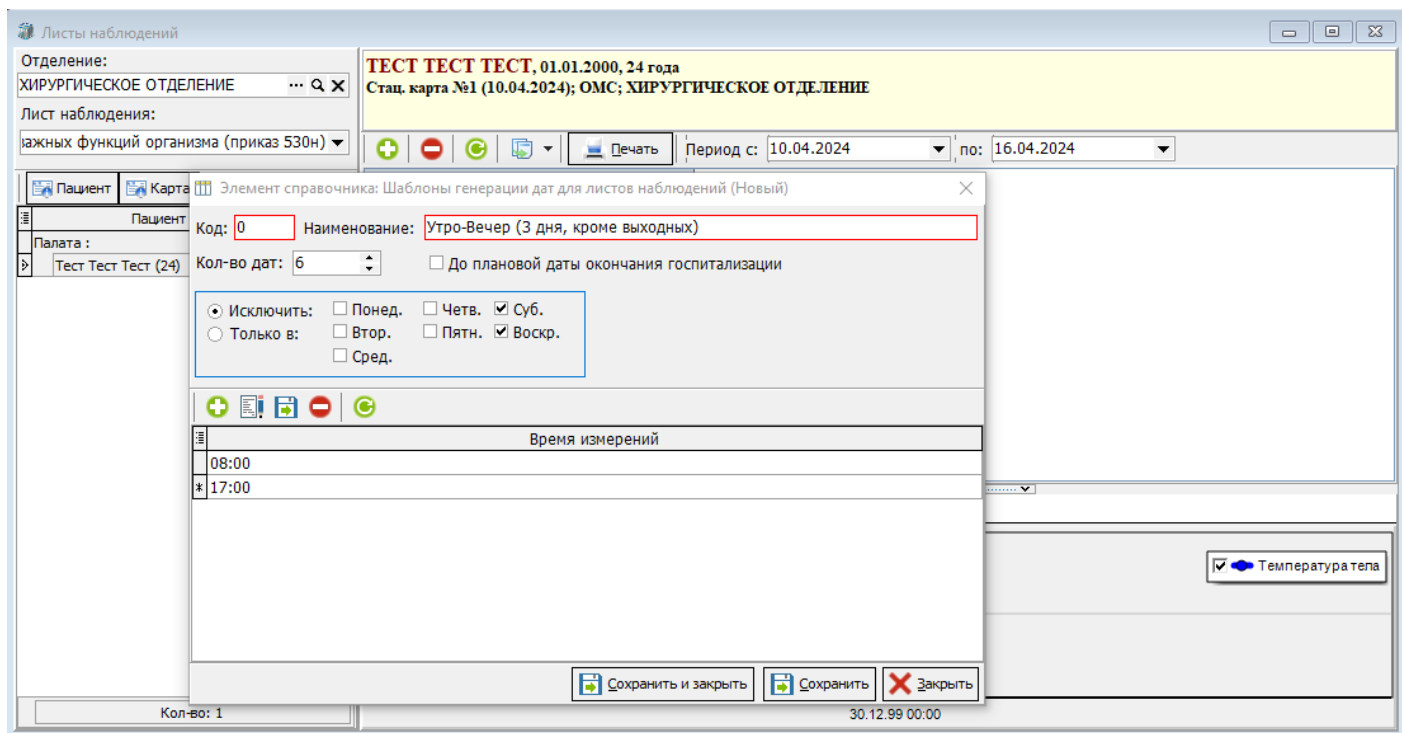 Листы наблюдений
Отделение:
ХИРУРГИЧЕСКОЕ ОТДЕЛЕНИЕ
Лист наблюдения:
важных функций организма (приказ 530н)
ТЕСТ ТЕСТ ТЕСТ, 01.01.2000, 24 года
Стац. карта №1 (10.04.2024); ОМС; ХИРУРГИЧЕСКОЕ ОТДЕЛЕНИЕ
Печать Период с: 10.04.2024 по: 16.04.2024
Пациент Карта
Пациент
Палата :
Тест Тест Тест (24)
Кол-во: 1
Элемент справочника: Шаблоны генерации дат для листов наблюдений (Новый)
Код: 0 Наименование: Утро-Вечер (3 дня, кроме выходных)
Кол-во дат: 6 До плановой даты окончания госпитализации
Исключить: Понед. Четв. Суб.
Только в: Втор. Пятн. Воскр.
Сред.
Время измерений
08:00
17:00
Сохранить и закрыть Сохранить Закрыть
Температура тела
30.12.99 00:00